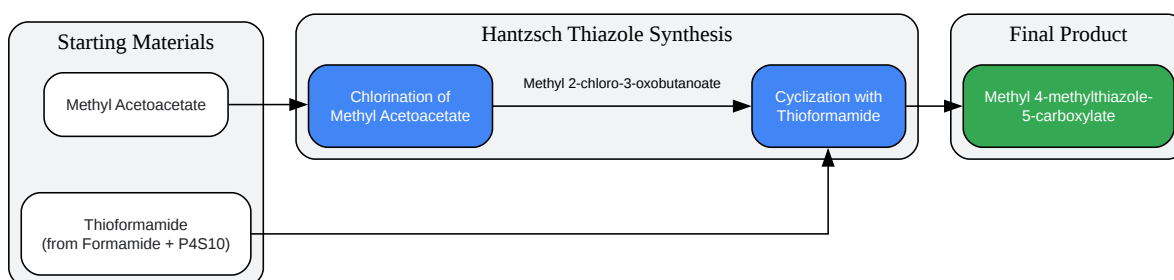 Starting Materials
Methyl Acetoacetate
Thioformamide
(from Formamide + P4S10)
Hantzsch Thiazole Synthesis
Chlorination of
Methyl Acetoacetate
Methyl 2-chloro-3-oxobutanoate
Cyclization with
Thioformamide
Final Product
Methyl 4-methylthiazole-
5-carboxylate